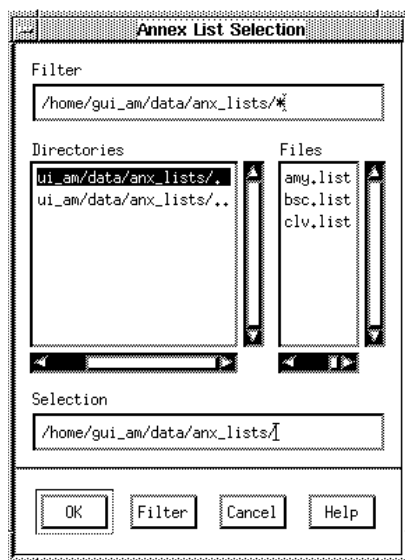 Annex List Selection
Filter
/home/gui_am/data/anx_lists/*
Directories
Files
ui_am/data/anx_lists/.
ui_am/data/anx_lists/..
amy.list
bsc.list
clv.list
Selection
/home/gui_am/data/anx_lists/
OK
Filter
Cancel
Help